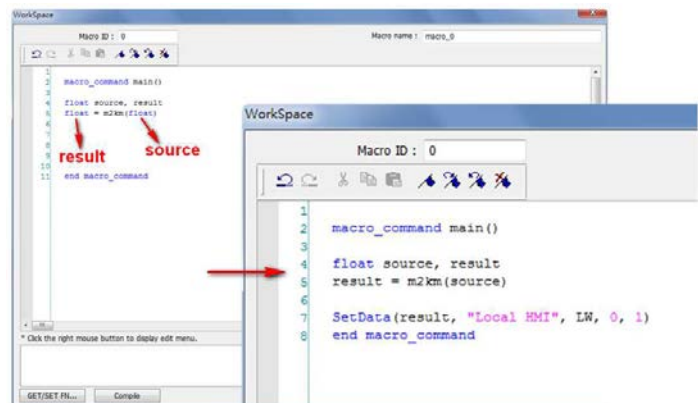 WorkSpace
Macro ID : 0
Macro name : macro_0
1
2 macro_command main()
3
4 float source, result
5 float = m2km(float)
6
7
8
9
10
11 end macro_command
result
source
* Click the right mouse button to display edit menu.
GET/SET FN...
Compile
WorkSpace
Macro ID : 0
1
2 macro_command main()
3
4 float source, result
5 result = m2km(source)
6
7 SetData(result, "Local HMI", LW, 0, 1)
8 end macro_command